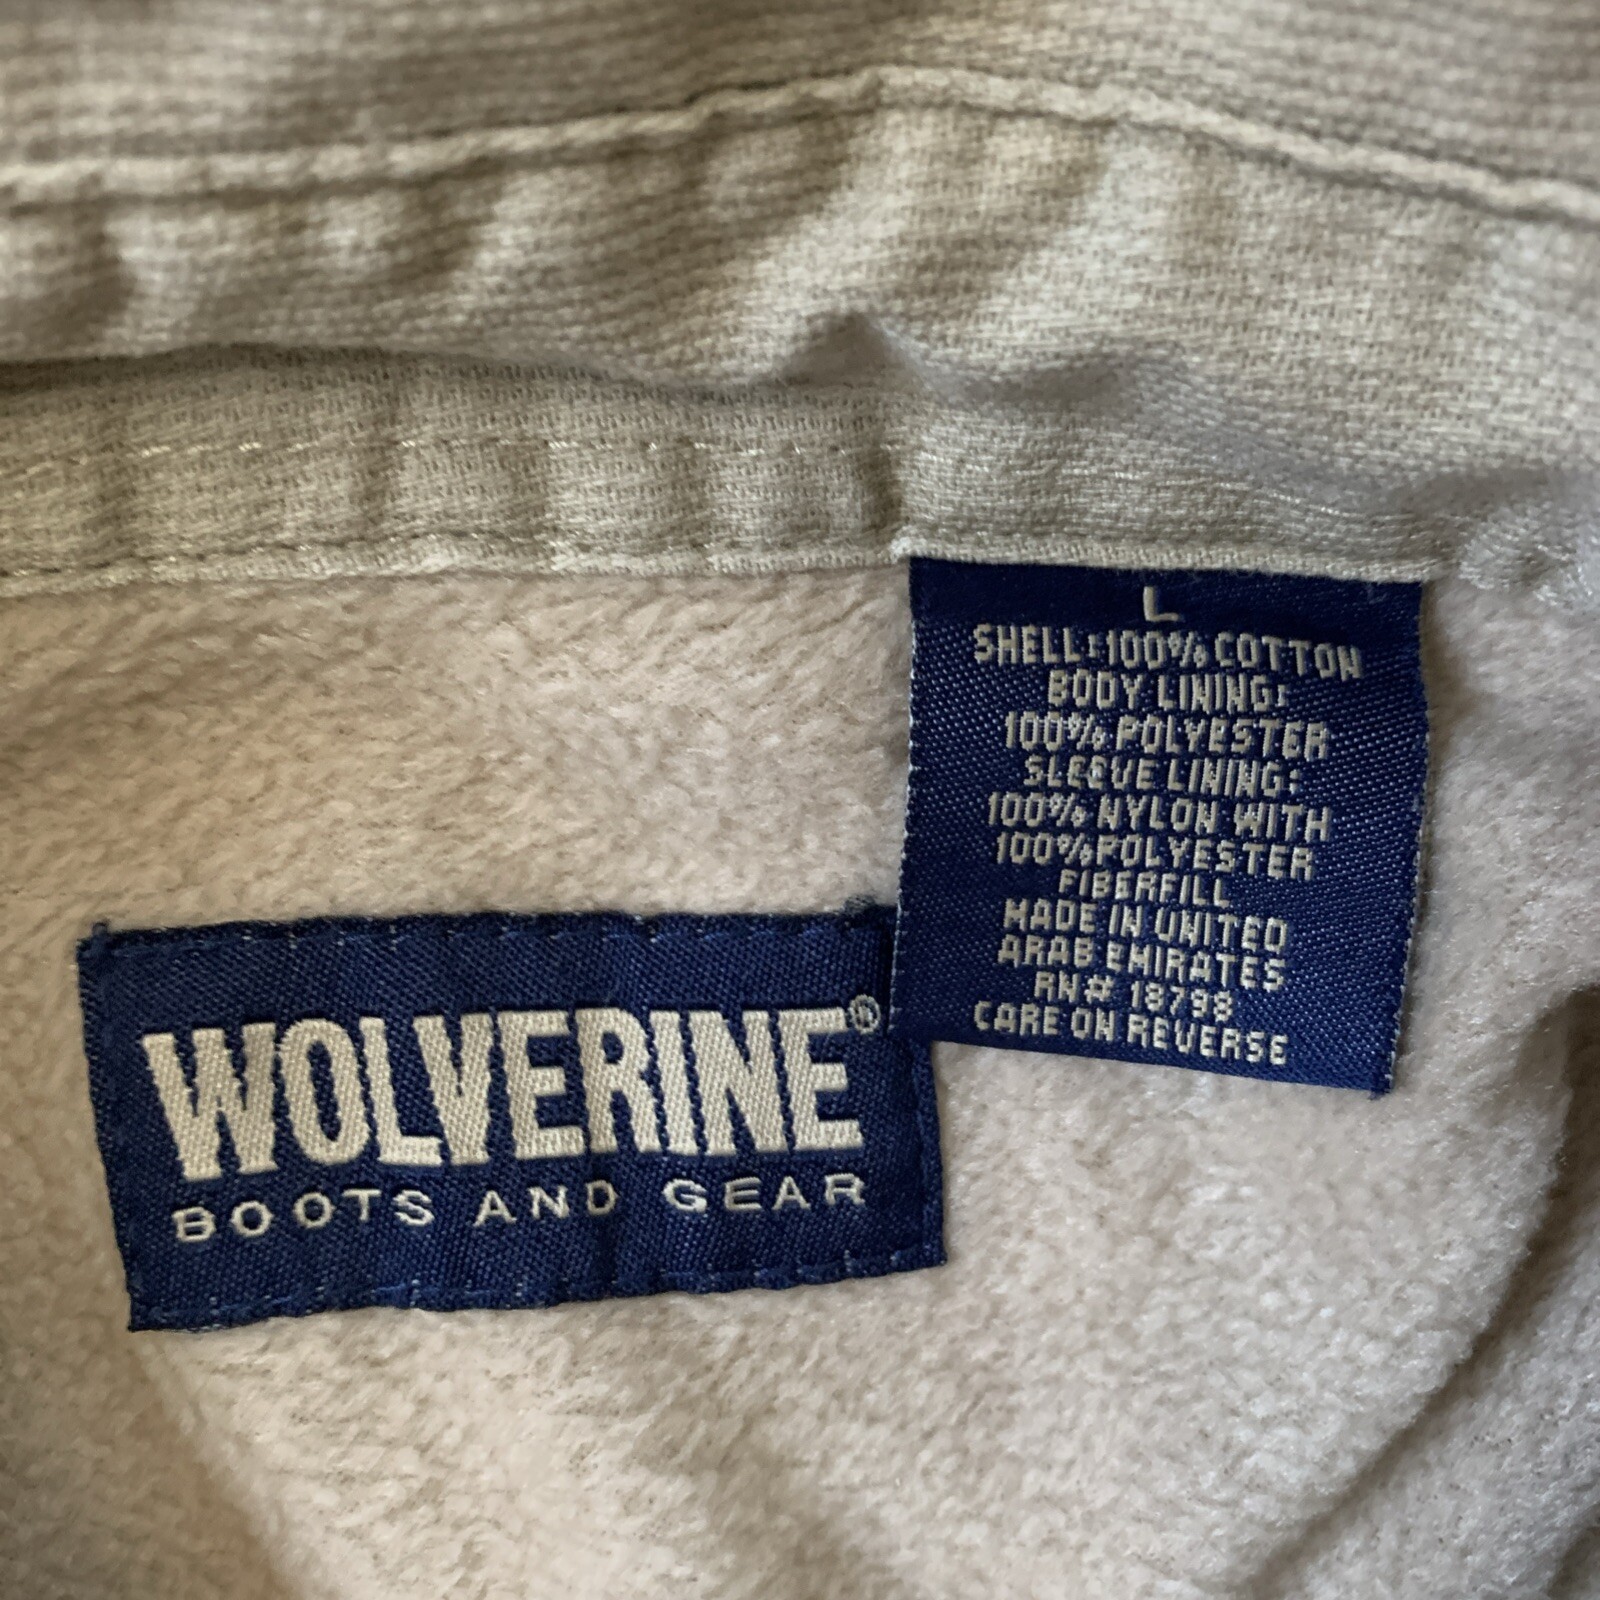 L
SHELL:100% COTTON
BODY LINING:
100% POLYESTER
SLEEVE LINING:
100% NYLON WITH
100%POLYESTER
FIBERFILL
MADE IN UNITED
ARAB EMIRATES
RN# 18798
CARE ON REVERSE
WOLVERINE®
BOOTS AND GEAR